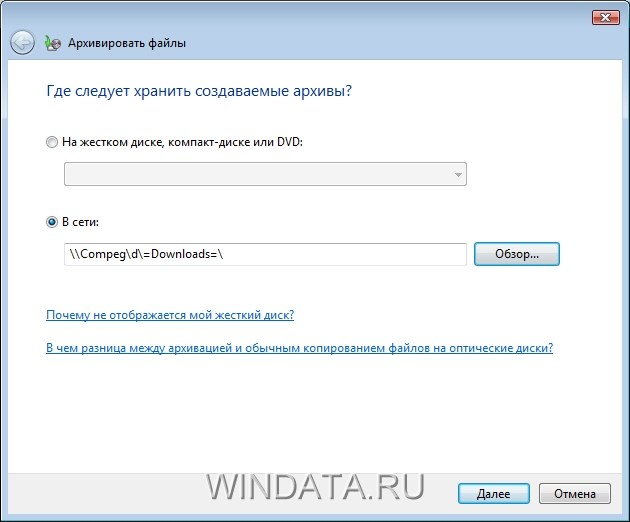 Архивировать файлы
Где следует хранить создаваемые архивы?
На жестком диске, компакт-диске или DVD:
В сети:
\\Compeg\d\=Downloads=\
Обзор...
Почему не отображается мой жесткий диск?
В чем разница между архивацией и обычным копированием файлов на оптические диски?
WINDATA.RU
Далее
Отмена